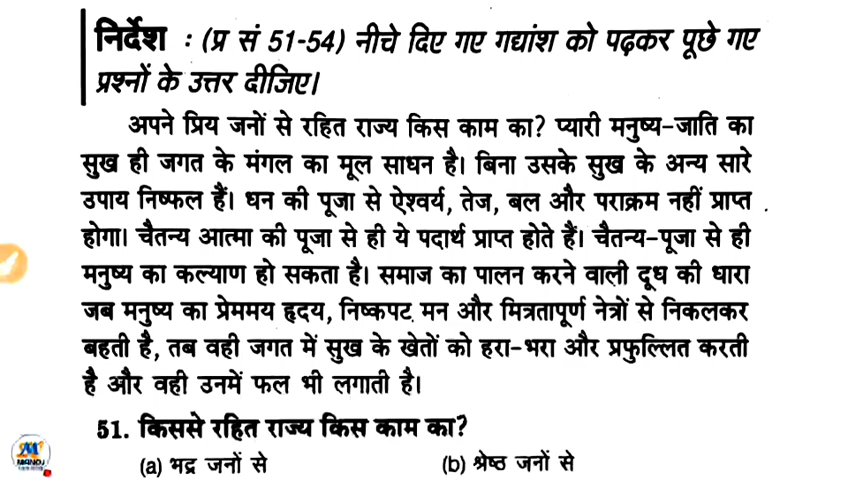 निर्देश : (प्र सं 51-54) नीचे दिए गए गद्यांश को पढ़कर पूछे गए
प्रश्नों के उत्तर दीजिए।
अपने प्रिय जनों से रहित राज्य किस काम का? प्यारी मनुष्य-जाति का
सुख ही जगत के मंगल का मूल साधन है। बिना उसके सुख के अन्य सारे
उपाय निष्फल हैं। धन की पूजा से ऐश्वर्य, तेज, बल और पराक्रम नहीं प्राप्त
होगा। चैतन्य आत्मा की पूजा से ही ये पदार्थ प्राप्त होते हैं। चैतन्य-पूजा से ही
मनुष्य का कल्याण हो सकता है। समाज का पालन करने वाली दूध की धारा
जब मनुष्य का प्रेममय हृदय, निष्कपट मन और मित्रतापूर्ण नेत्रों से निकलकर
बहती है, तब वही जगत में सुख के खेतों को हरा-भरा और प्रफुल्लित करती
है और वही उनमें फल भी लगाती है।
51. किससे रहित राज्य किस काम का?
(a) भद्र जनों से (b) श्रेष्ठ जनों से
MANOJ